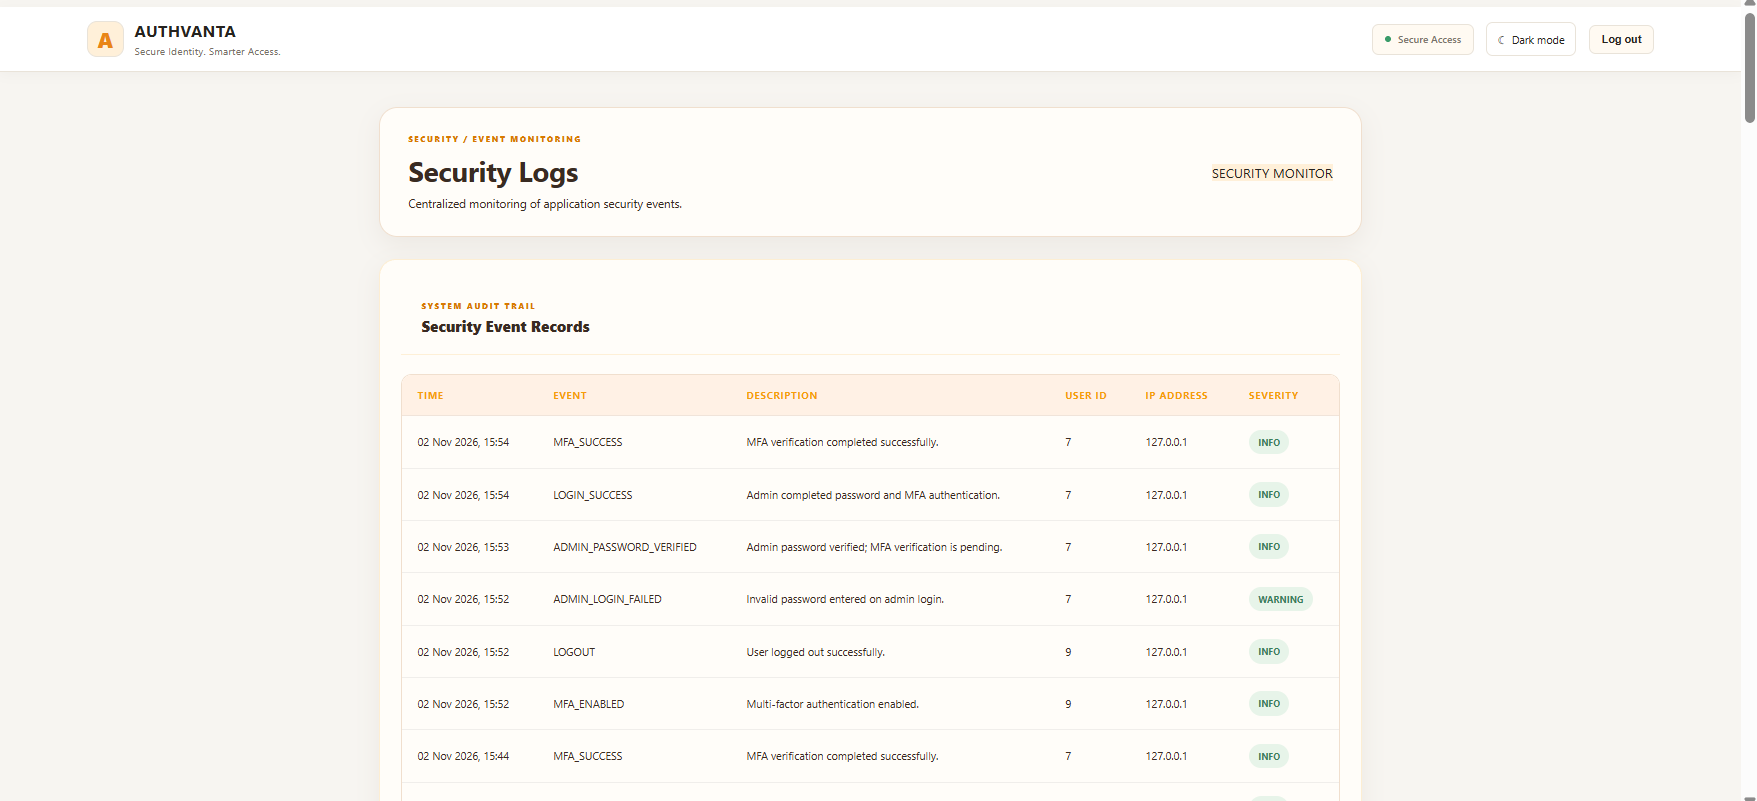 A
AUTHVANTA
Secure Identity. Smarter Access.
Secure Access
Dark mode
Log out
SECURITY / EVENT MONITORING
Security Logs
SECURITY MONITOR
Centralized monitoring of application security events.
SYSTEM AUDIT TRAIL
Security Event Records
TIME EVENT DESCRIPTION USER ID IP ADDRESS SEVERITY
02 Nov 2026, 15:54 MFA_SUCCESS MFA verification completed successfully. 7 127.0.0.1 INFO
02 Nov 2026, 15:54 LOGIN_SUCCESS Admin completed password and MFA authentication. 7 127.0.0.1 INFO
02 Nov 2026, 15:53 ADMIN_PASSWORD_VERIFIED Admin password verified; MFA verification is pending. 7 127.0.0.1 INFO
02 Nov 2026, 15:52 ADMIN_LOGIN_FAILED Invalid password entered on admin login. 7 127.0.0.1 WARNING
02 Nov 2026, 15:52 LOGOUT User logged out successfully. 9 127.0.0.1 INFO
02 Nov 2026, 15:52 MFA_ENABLED Multi-factor authentication enabled. 9 127.0.0.1 INFO
02 Nov 2026, 15:44 MFA_SUCCESS MFA verification completed successfully. 7 127.0.0.1 INFO